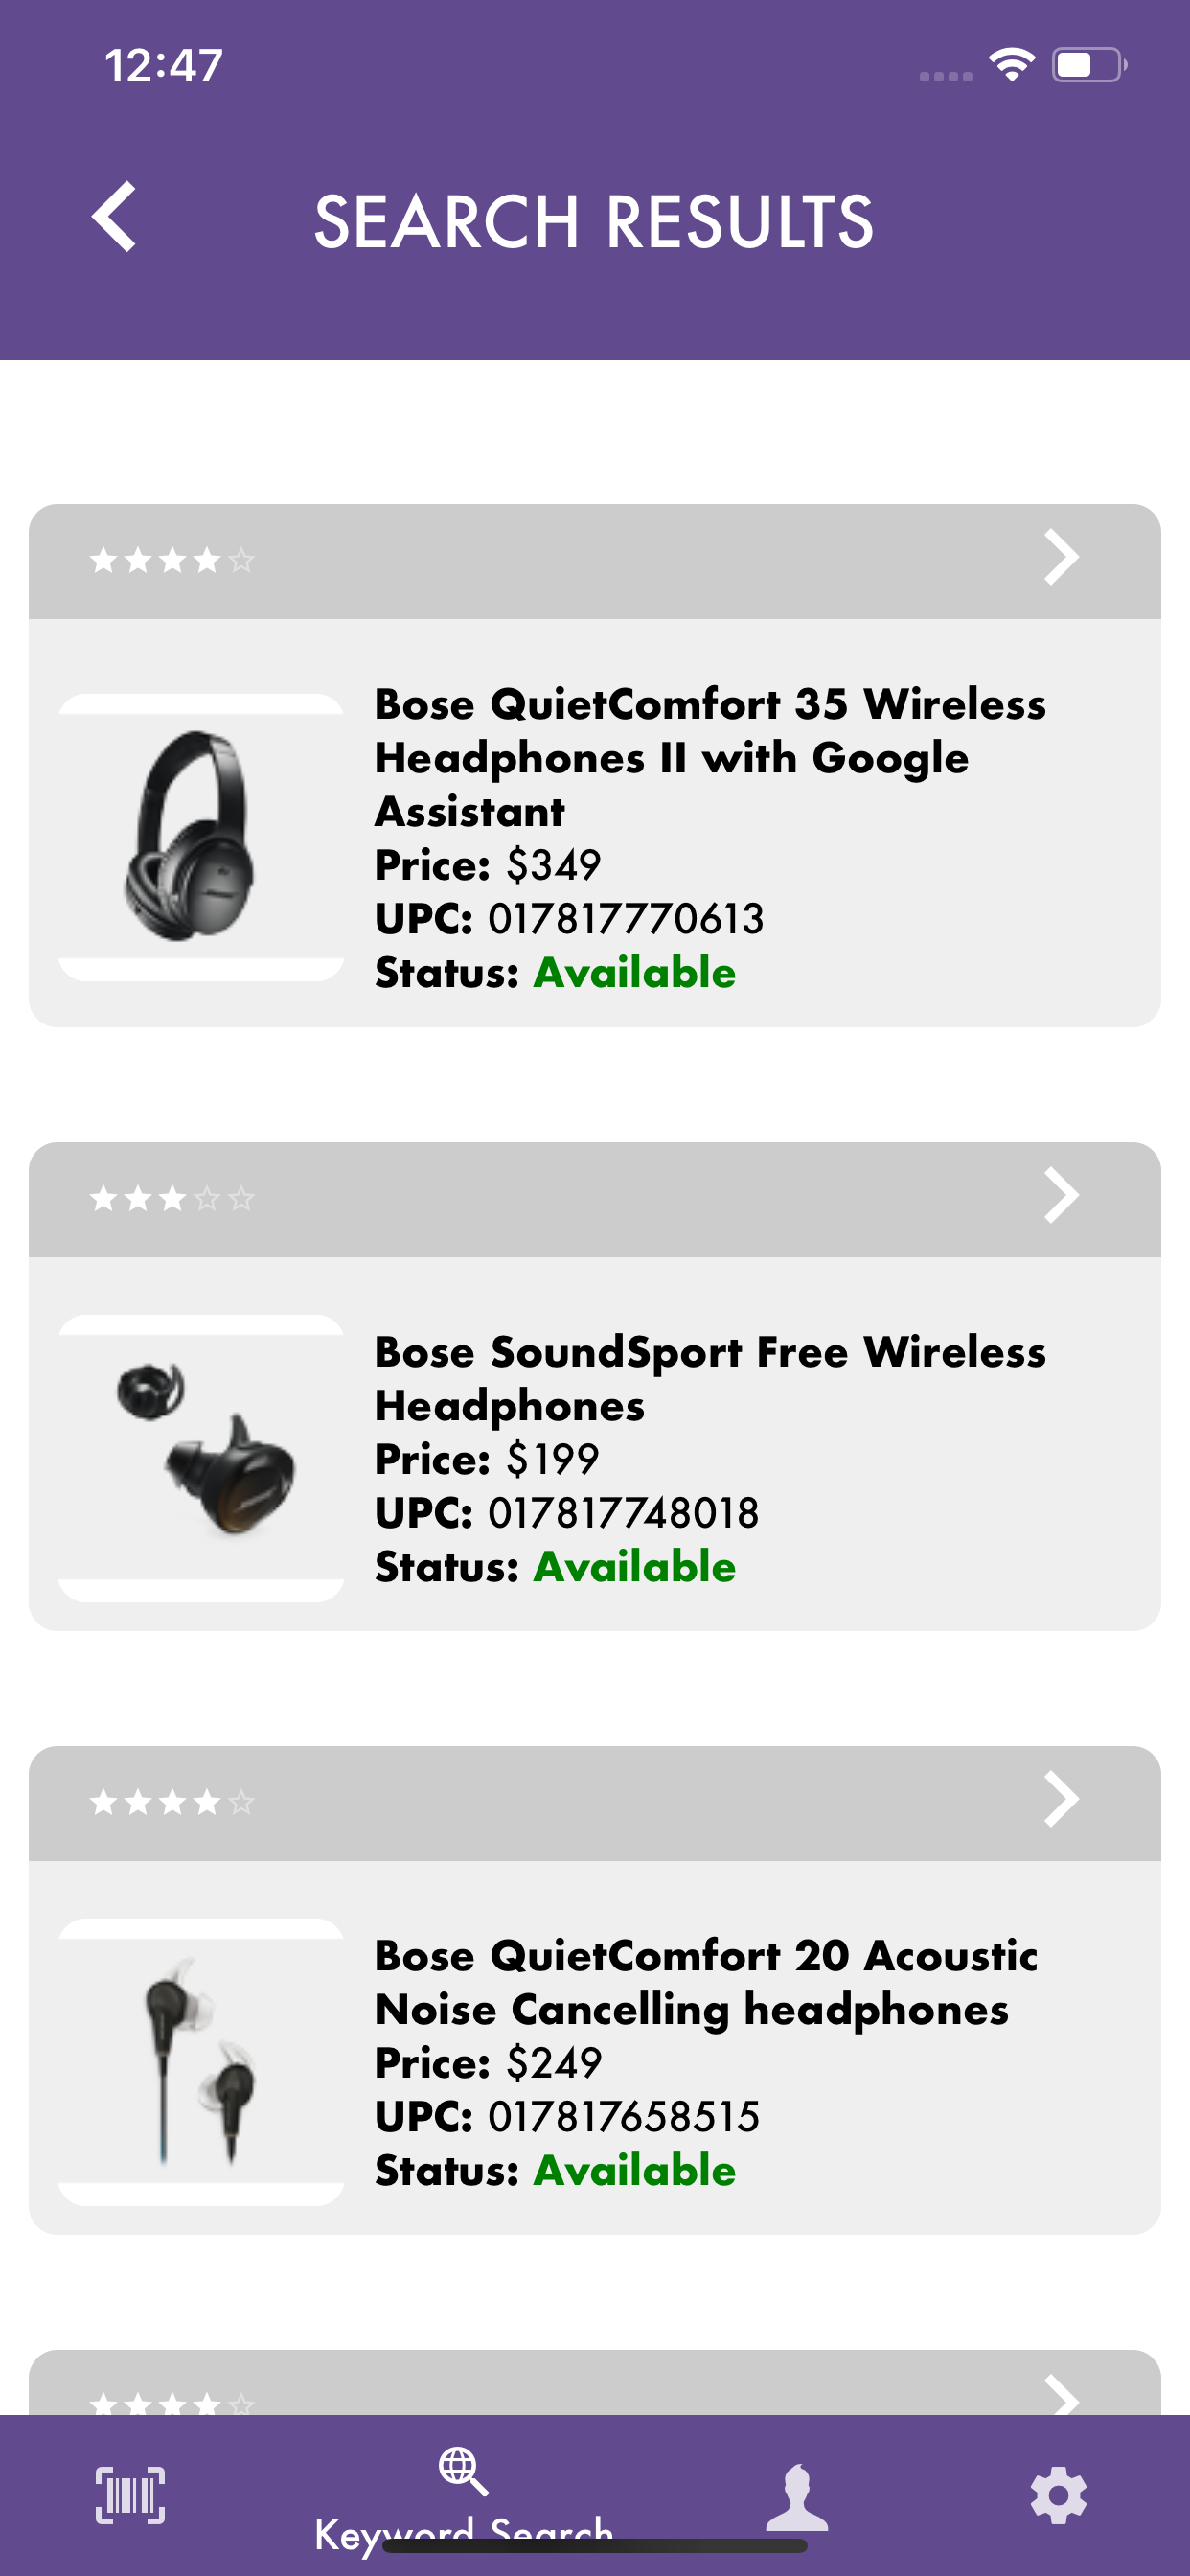 12:47
SEARCH RESULTS
Bose QuietComfort 35 Wireless
Headphones II with Google
Assistant
Price: $349
UPC: 017817770613
Status: Available
Bose SoundSport Free Wireless
Headphones
Price: $199
UPC: 017817748018
Status: Available
Bose QuietComfort 20 Acoustic
Noise Cancelling headphones
Price: $249
UPC: 017817658515
Status: Available
Keyword Search